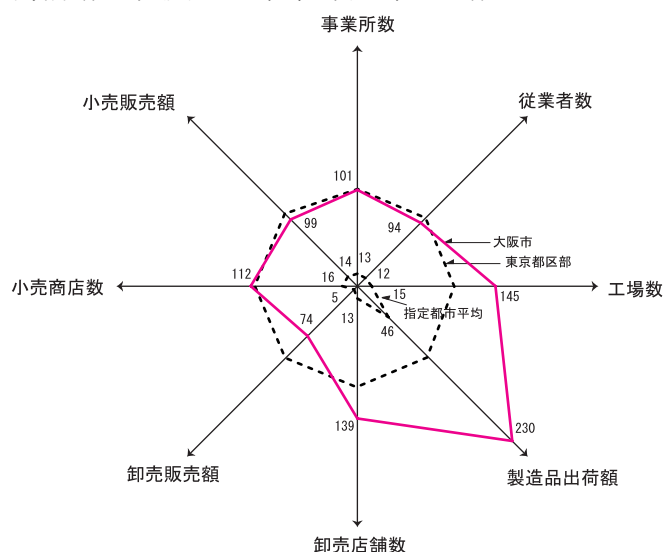 事業所数
小売販売額
従業者数
101
99
94
大阪市
東京都区部
14
13
112
16
12
小売商店数
工場数
5
15
145
指定都市平均
13
46
74
139
230
卸売販売額
製造品出荷額
卸売店舗数